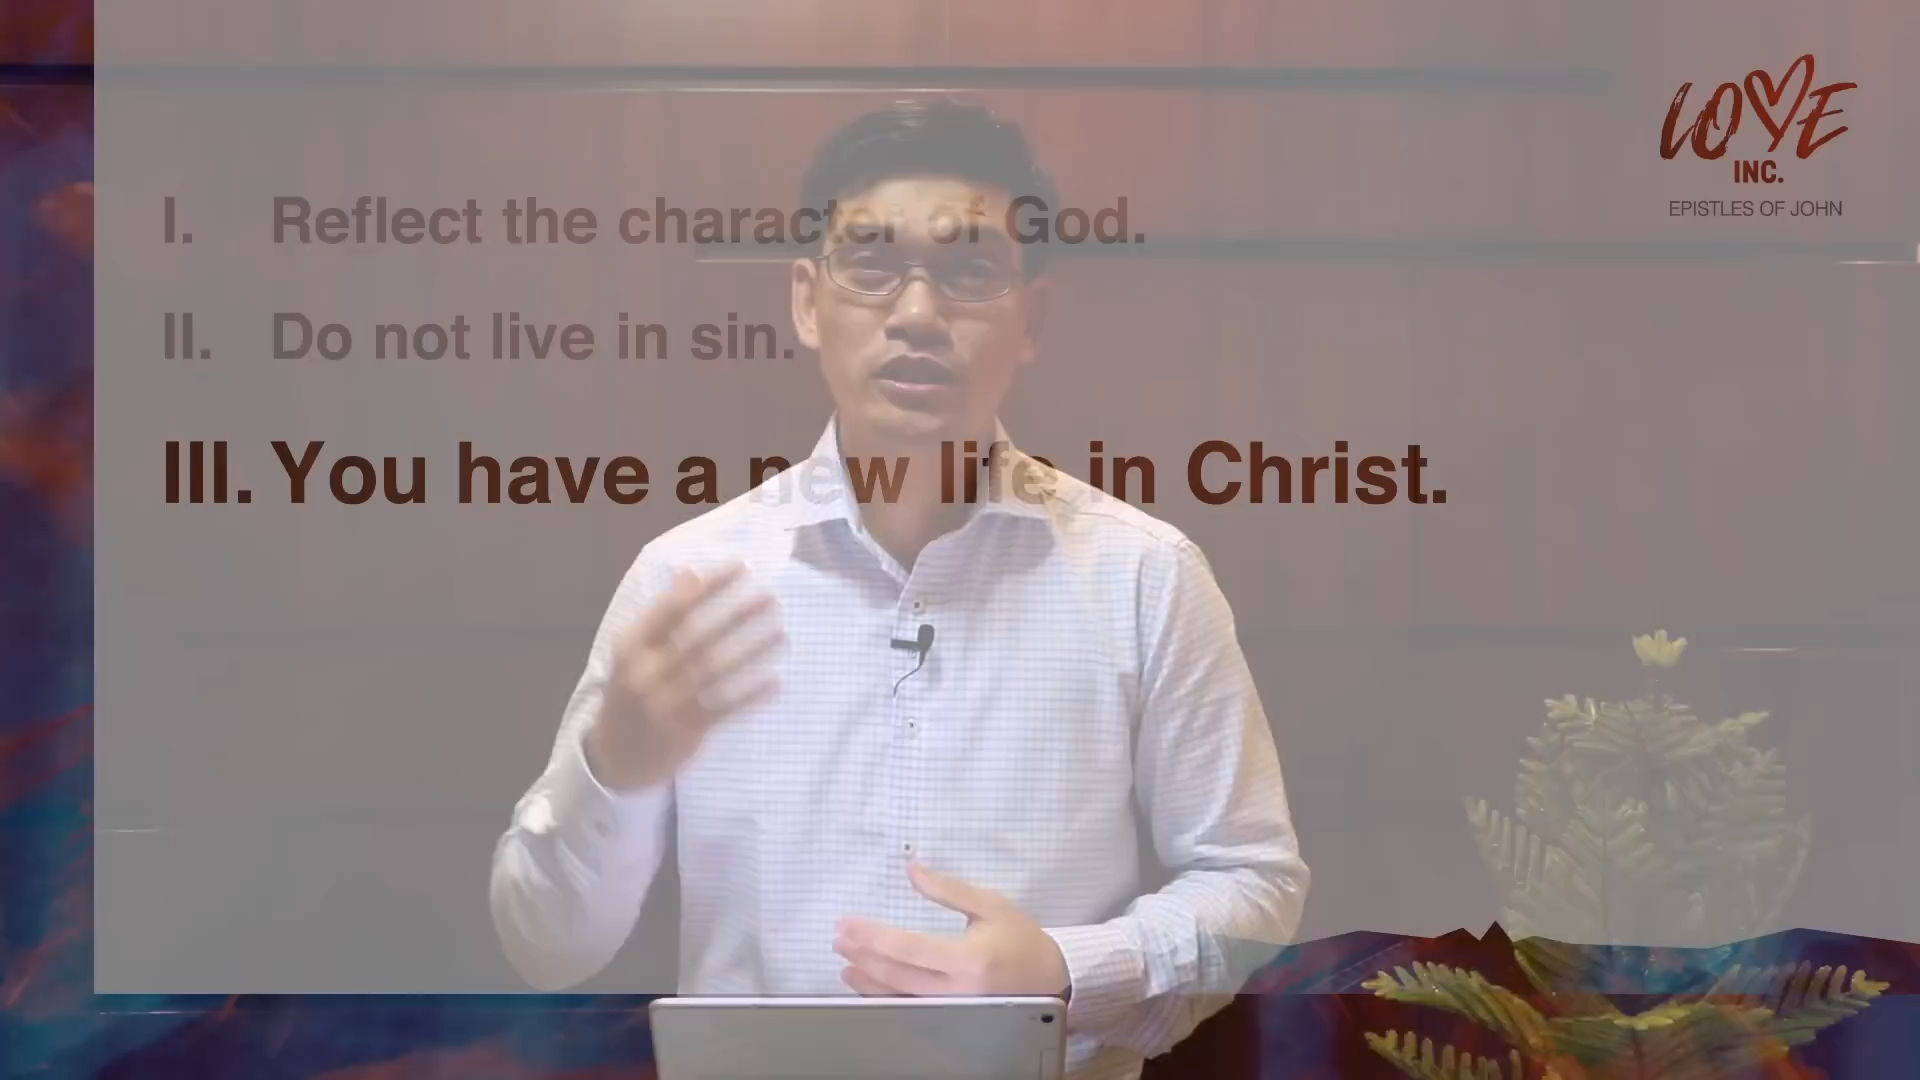 LOVE
INC.
EPISTLES OF JOHN
I. Reflect the character of God.
II. Do not live in sin.
III. You have a new life in Christ.